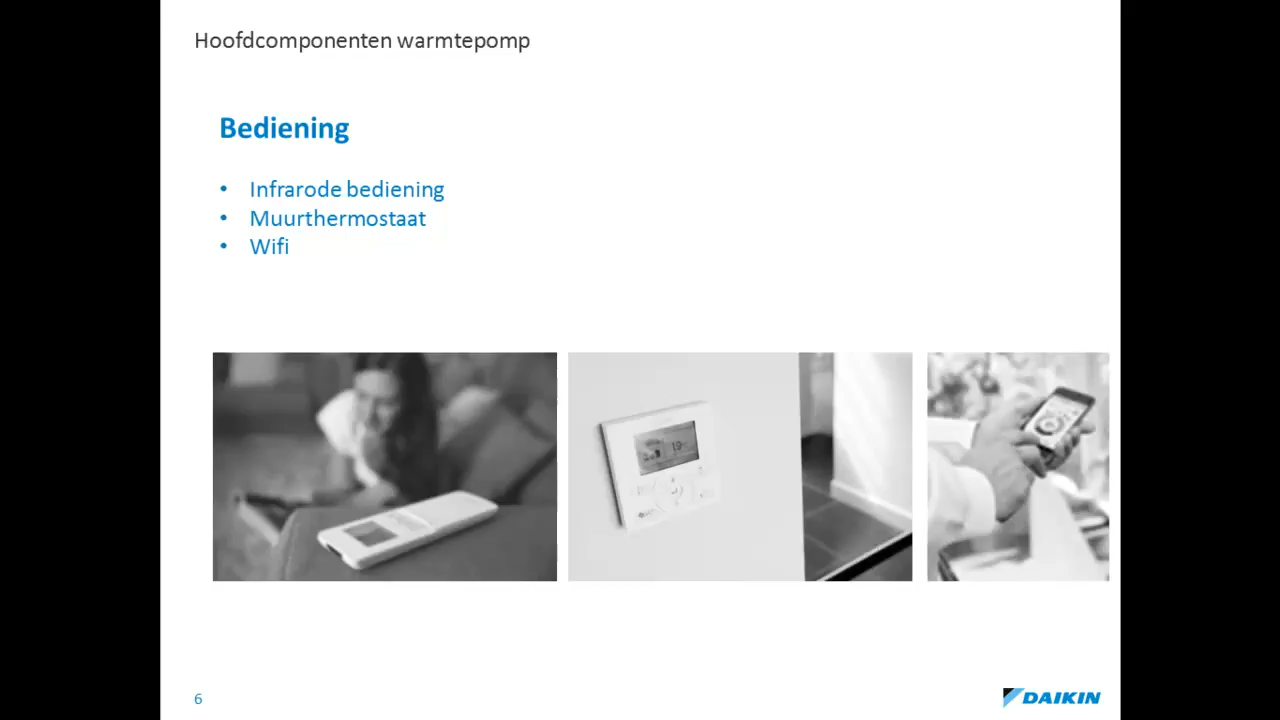 Hoofdcomponenten warmtepomp
Bediening
• Infrarode bediening
• Muurthermostaat
• Wifi
6
DAIKIN